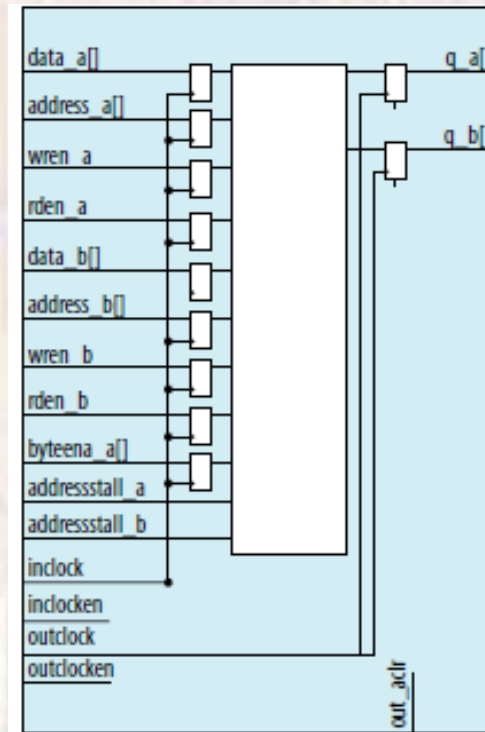 data_a[]
address_a[]
wren_a
rden_a
data_b[]
address_b[]
wren_b
rden_b
byteena_a[]
addressstall_a
addressstall_b
inclock
inclocken
outclock
outclocken
q_a[
q_b[
out_aclr